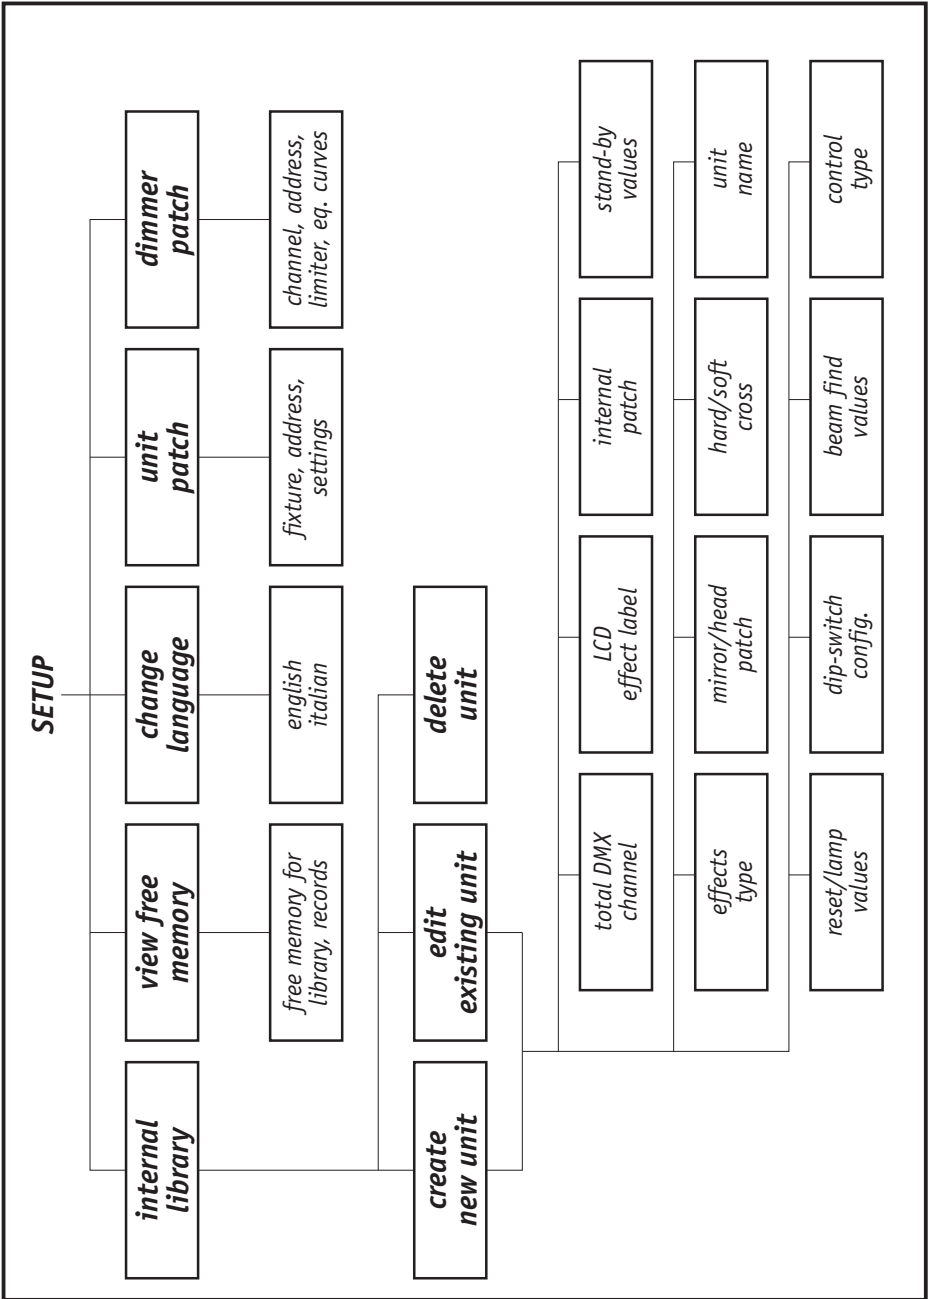 SETUP
internal
library
view free
memory
change
language
unit
patch
dimmer
patch
free memory for
library, records
english
italian
fixture, address,
settings
channel, address,
limiter, eq. curves
create
new unit
edit
existing unit
delete
unit
total DMX
channel
LCD
effect label
internal
patch
stand-by
values
effects
type
mirror/head
patch
hard/soft
cross
unit
name
reset/lamp
values
dip-switch
config.
beam find
values
control
type